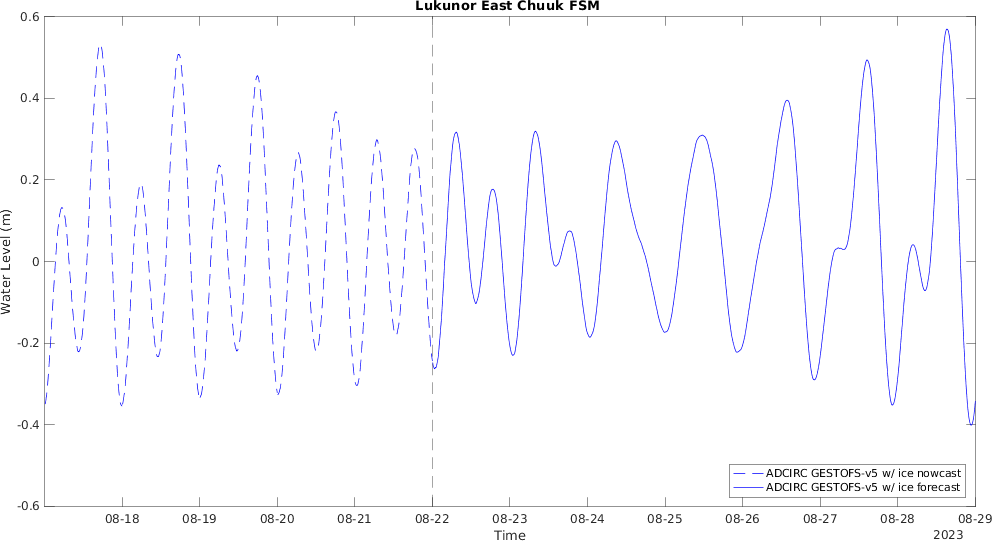 Lukunor East Chuuk FSM
0.6
0.4
0.2
0
-0.2
-0.4
-0.6
Water Level (m)
ADCIRC GESTOFS-v5 w/ ice nowcast
ADCIRC GESTOFS-v5 w/ ice forecast
08-18 08-19 08-20 08-21 08-22 08-23 08-24 08-25 08-26 08-27 08-28 08-29
Time
2023